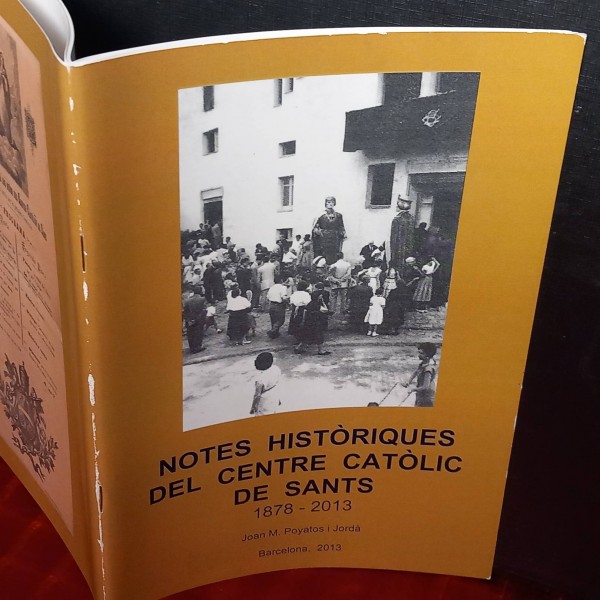 NOTES HISTÒRIQUES
DEL CENTRE CATÒLIC
DE SANTS
1878 - 2013
Joan M. Poyatos i Jordà
Barcelona, 2013